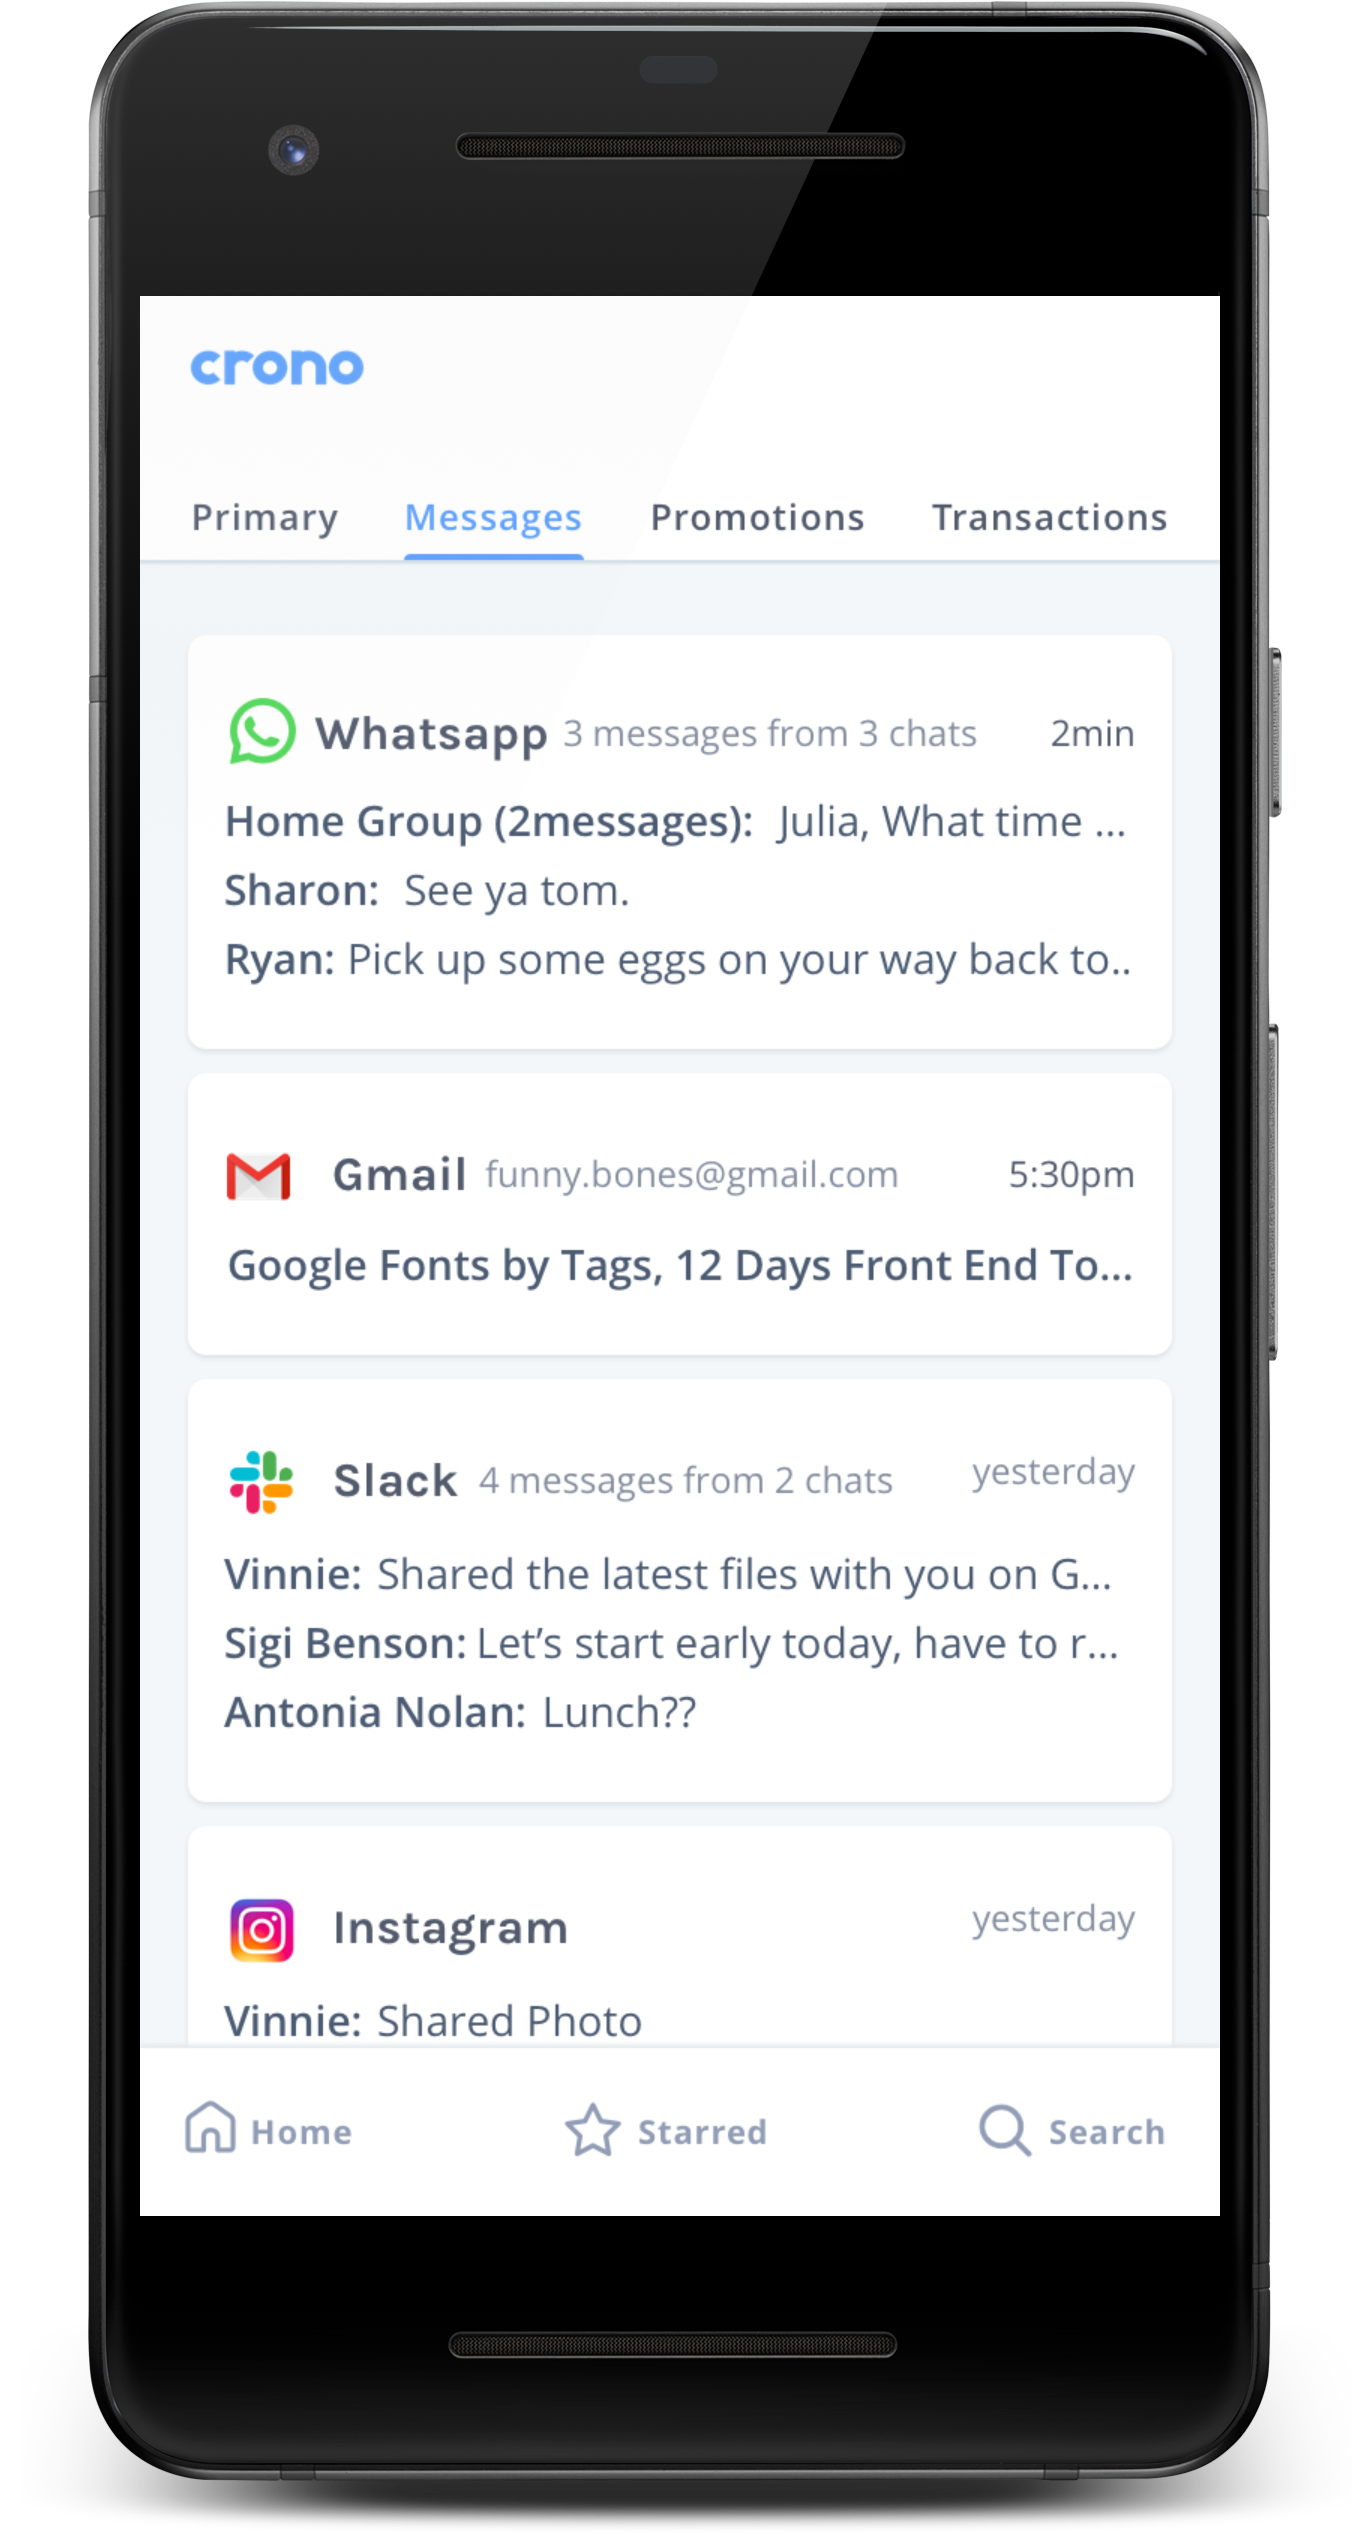 crono
Primary Messages Promotions Transactions
Whatsapp 3 messages from 3 chats 2min
Home Group (2messages): Julia, What time ...
Sharon: See ya tom.
Ryan: Pick up some eggs on your way back to..
Gmail funny.bones@gmail.com 5:30pm
Google Fonts by Tags, 12 Days Front End To...
Slack 4 messages from 2 chats yesterday
Vinnie: Shared the latest files with you on G...
Sigi Benson: Let’s start early today, have to r...
Antonia Nolan: Lunch??
Instagram yesterday
Vinnie: Shared Photo
Home Starred Search